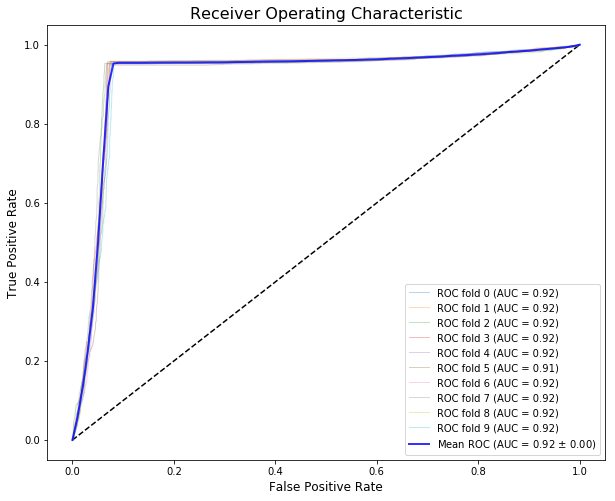 Receiver Operating Characteristic
True Positive Rate
1.0
0.8
0.6
0.4
0.2
0.0
ROC fold 0 (AUC = 0.92)
ROC fold 1 (AUC = 0.92)
ROC fold 2 (AUC = 0.92)
ROC fold 3 (AUC = 0.92)
ROC fold 4 (AUC = 0.92)
ROC fold 5 (AUC = 0.91)
ROC fold 6 (AUC = 0.92)
ROC fold 7 (AUC = 0.92)
ROC fold 8 (AUC = 0.92)
ROC fold 9 (AUC = 0.92)
Mean ROC (AUC = 0.92 ± 0.00)
0.0 0.2 0.4 0.6 0.8 1.0
False Positive Rate